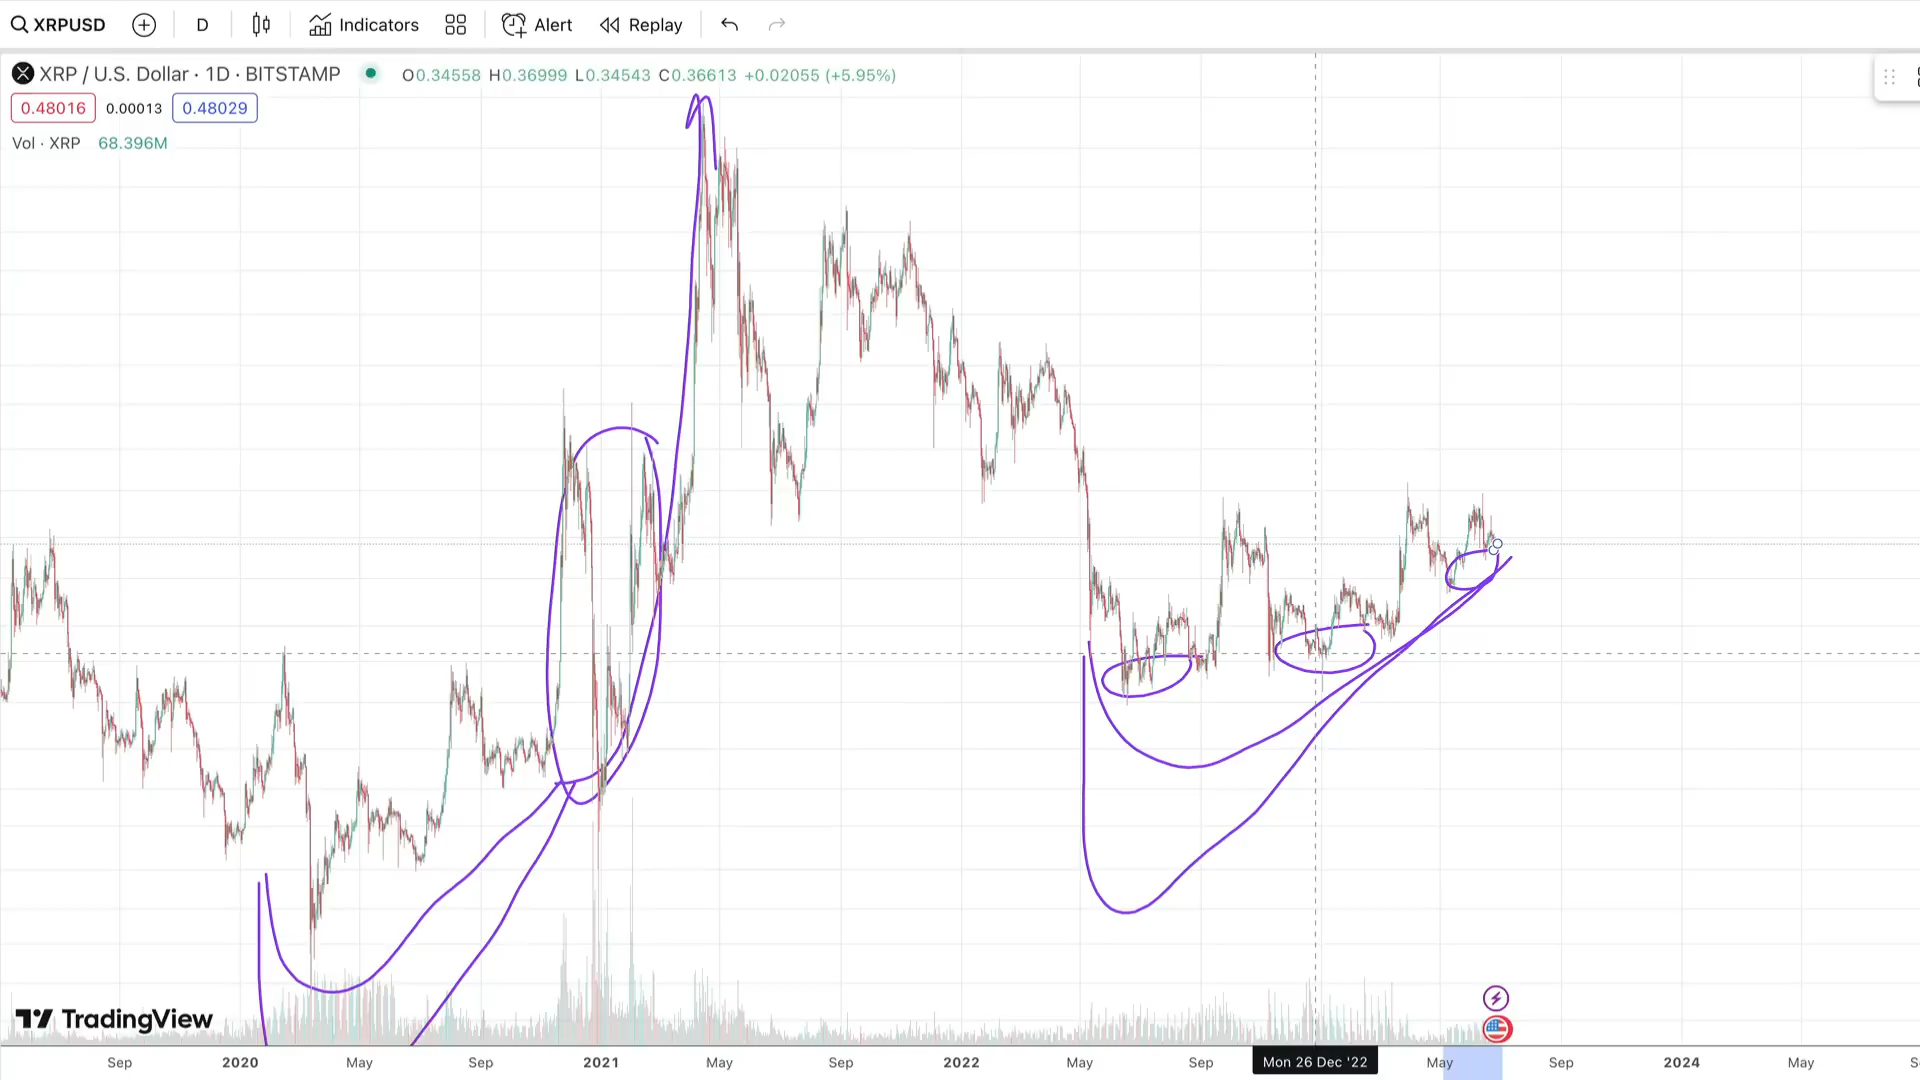 XRPUSD D Indicators Alert Replay
XRP / U.S. Dollar · 1D · BITSTAMP O0.34558 H0.36999 L0.34543 C0.36613 +0.02055 (+5.95%)
0.48016 0.00013 0.48029
Vol · XRP 68.396M
TradingView
Sep 2020 May Sep 2021 May Sep 2022 May Sep Mon 26 Dec '22 May Sep 2024 May